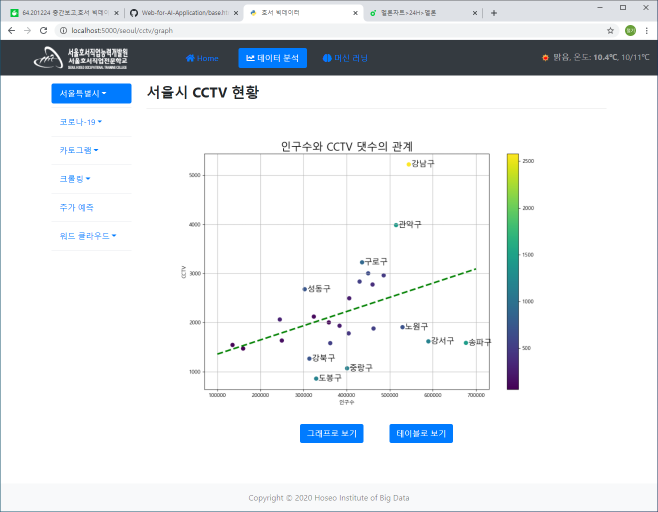 64.201224 중간보고,호서 빅데이터
Web-for-AI-Application/base.ht
호서 빅데이터
멜론차트>24H>멜론
localhost:5000/seoul/cctv/graph
서울호서직업능력개발원
서울호서직업전문학교
Home
데이터 분석
머신 러닝
맑음, 온도: 10.4℃, 10/11℃
서울특별시
코로나-19
카토그램
크롤링
주가 예측
워드 클라우드
서울시 CCTV 현황
인구수와 CCTV 댓수의 관계
강남구
관악구
구로구
성동구
노원구
강서구
송파구
강북구
중랑구
도봉구
CCTV
5000
4000
3000
2000
1000
100000 200000 300000 400000 500000 600000 700000
인구수
2500
2000
1500
1000
500
그래프로 보기
테이블로 보기
Copyright © 2020 Hoseo Institute of Big Data